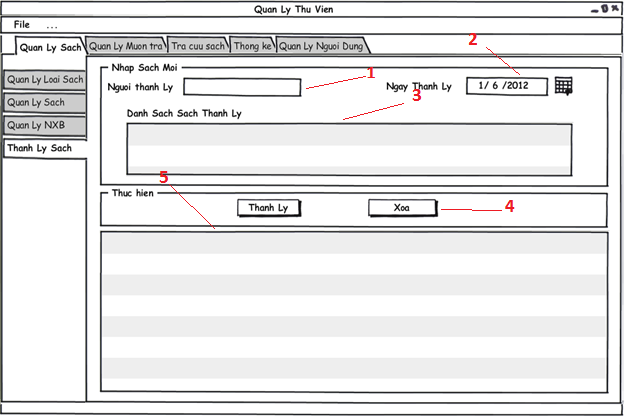 Quan Ly Thu Vien
File ...
Quan Ly Sach Quan Ly Muon tra Tra cuu sach Thong ke Quan Ly Nguoi Dung
Quan Ly Loai Sach
Quan Ly Sach
Quan Ly NXB
Thanh Ly Sach
Nhap Sach Moi
Nguoi thanh Ly 1 Ngay Thanh Ly 1/ 6 /2012 2
Danh Sach Sach Thanh Ly 3
5
Thuc hien
Thanh Ly Xoa 4